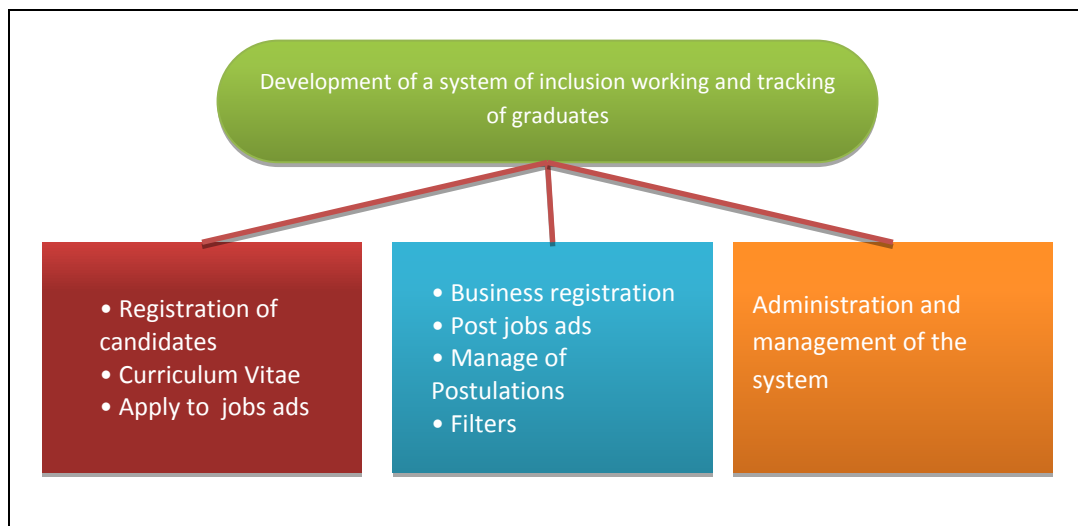 Development of a system of inclusion working and tracking
of graduates
• Registration of
candidates
• Curriculum Vitae
• Apply to jobs ads
• Business registration
• Post jobs ads
• Manage of
Postulations
• Filters
Administration and
management of the
system